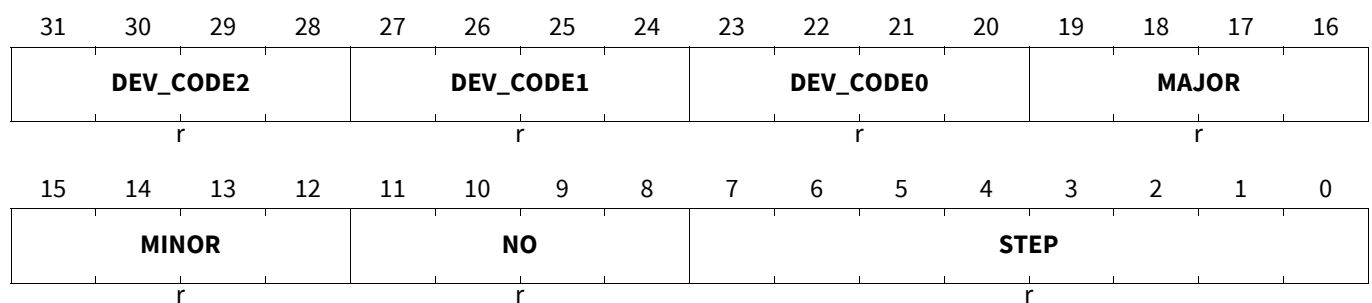 31 30 29 28 27 26 25 24 23 22 21 20 19 18 17 16
DEV_CODE2 DEV_CODE1 DEV_CODE0 MAJOR
r r r r
15 14 13 12 11 10 9 8 7 6 5 4 3 2 1 0
MINOR NO STEP
r r r